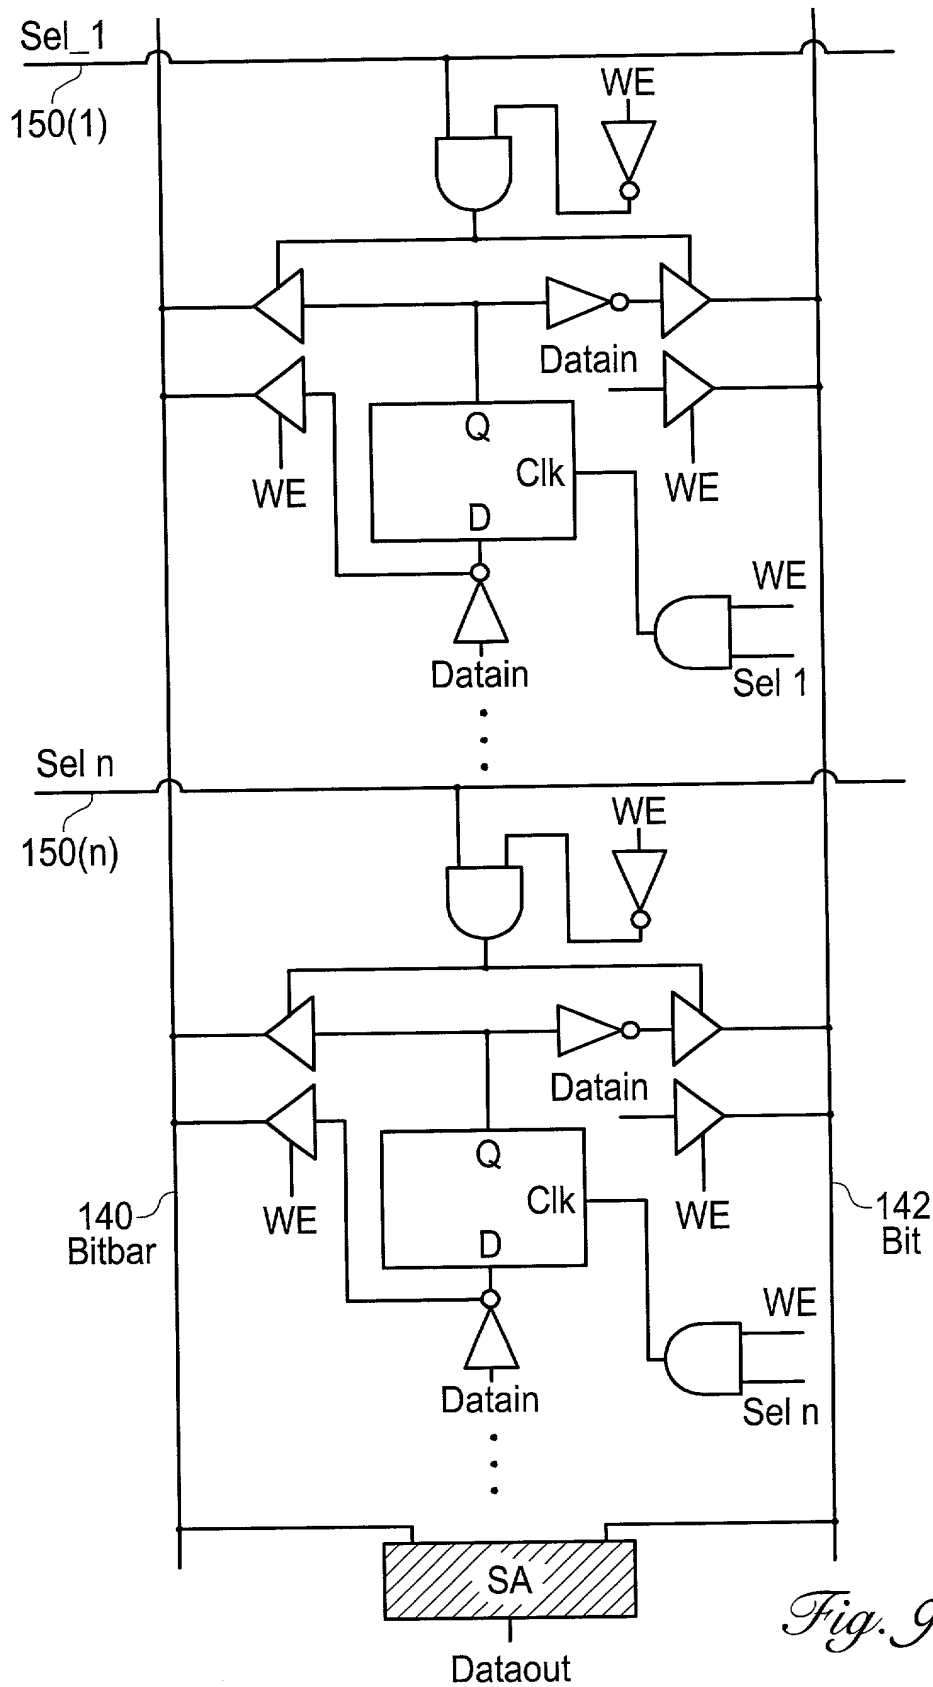 Sel_1
150(1)
WE
Datain
Q
Clk
WE
WE
D
WE
Datain
Sel 1
Sel n
150(n)
WE
Datain
Q
Clk
WE
WE
140
Bitbar
142
Bit
D
WE
Datain
Sel n
SA
Dataout
Fig. 9